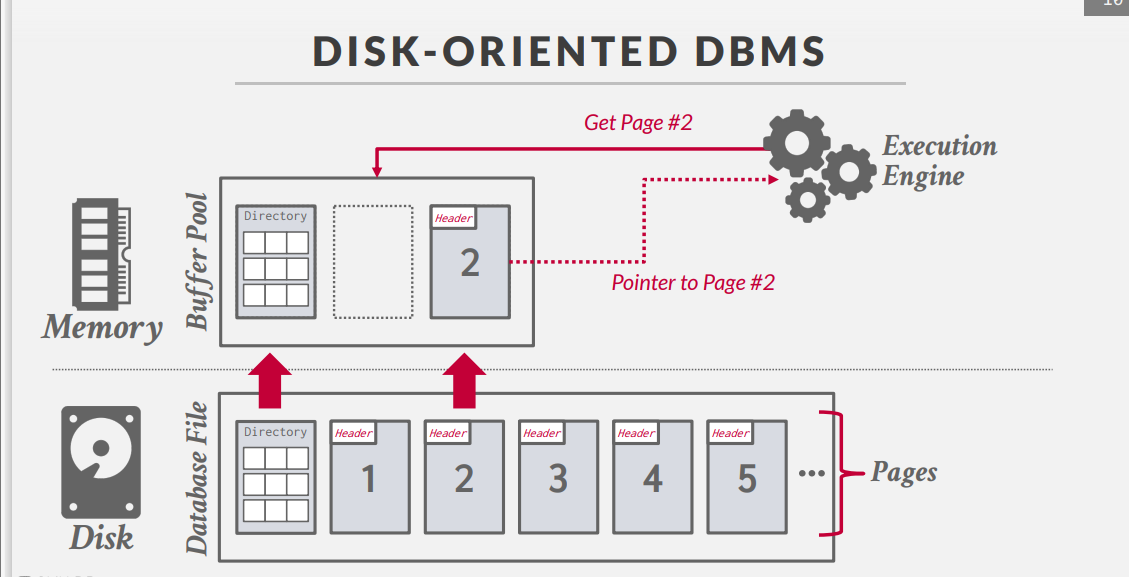 16
DISK-ORIENTED DBMS
Get Page #2
Execution
Engine
Buffer Pool
Directory
Header
2
Pointer to Page #2
Memory
Database File
Directory
Header
1
Header
2
Header
3
Header
4
Header
5
...
Pages
Disk